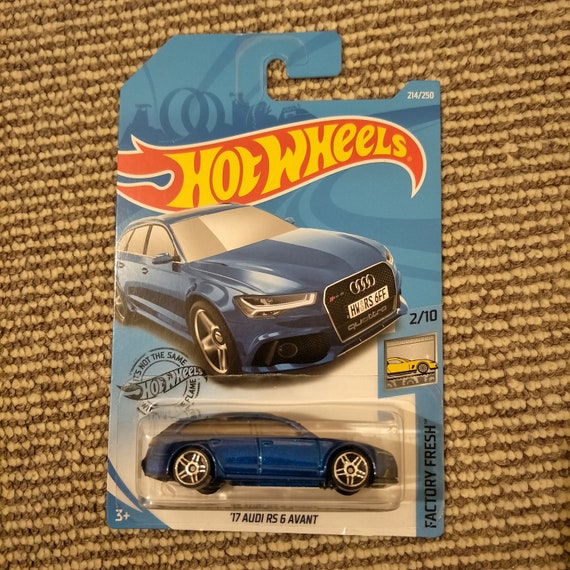 214/250
HOT WHEELS
HW RS 6FF
quattro
2/10
IT'S NOT THE SAME
HOT WHEELS
FLAME
FACTORY FRESH
3+
'17 AUDI RS 6 AVANT